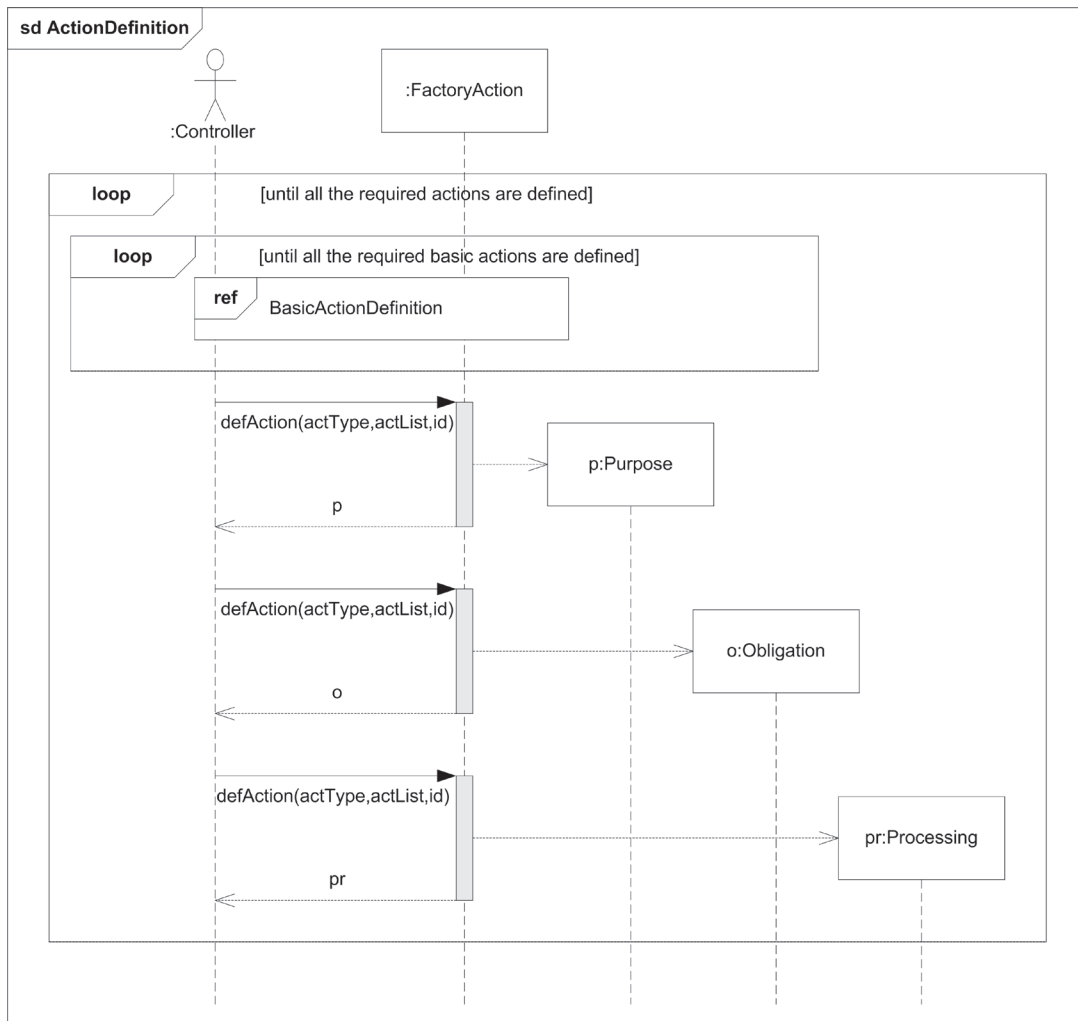 sd ActionDefinition
:Controller
:FactoryAction
loop
[until all the required actions are defined]
loop
[until all the required basic actions are defined]
ref
BasicActionDefinition
defAction(actType,actList,id)
p:Purpose
p
defAction(actType,actList,id)
o:Obligation
o
defAction(actType,actList,id)
pr:Processing
pr